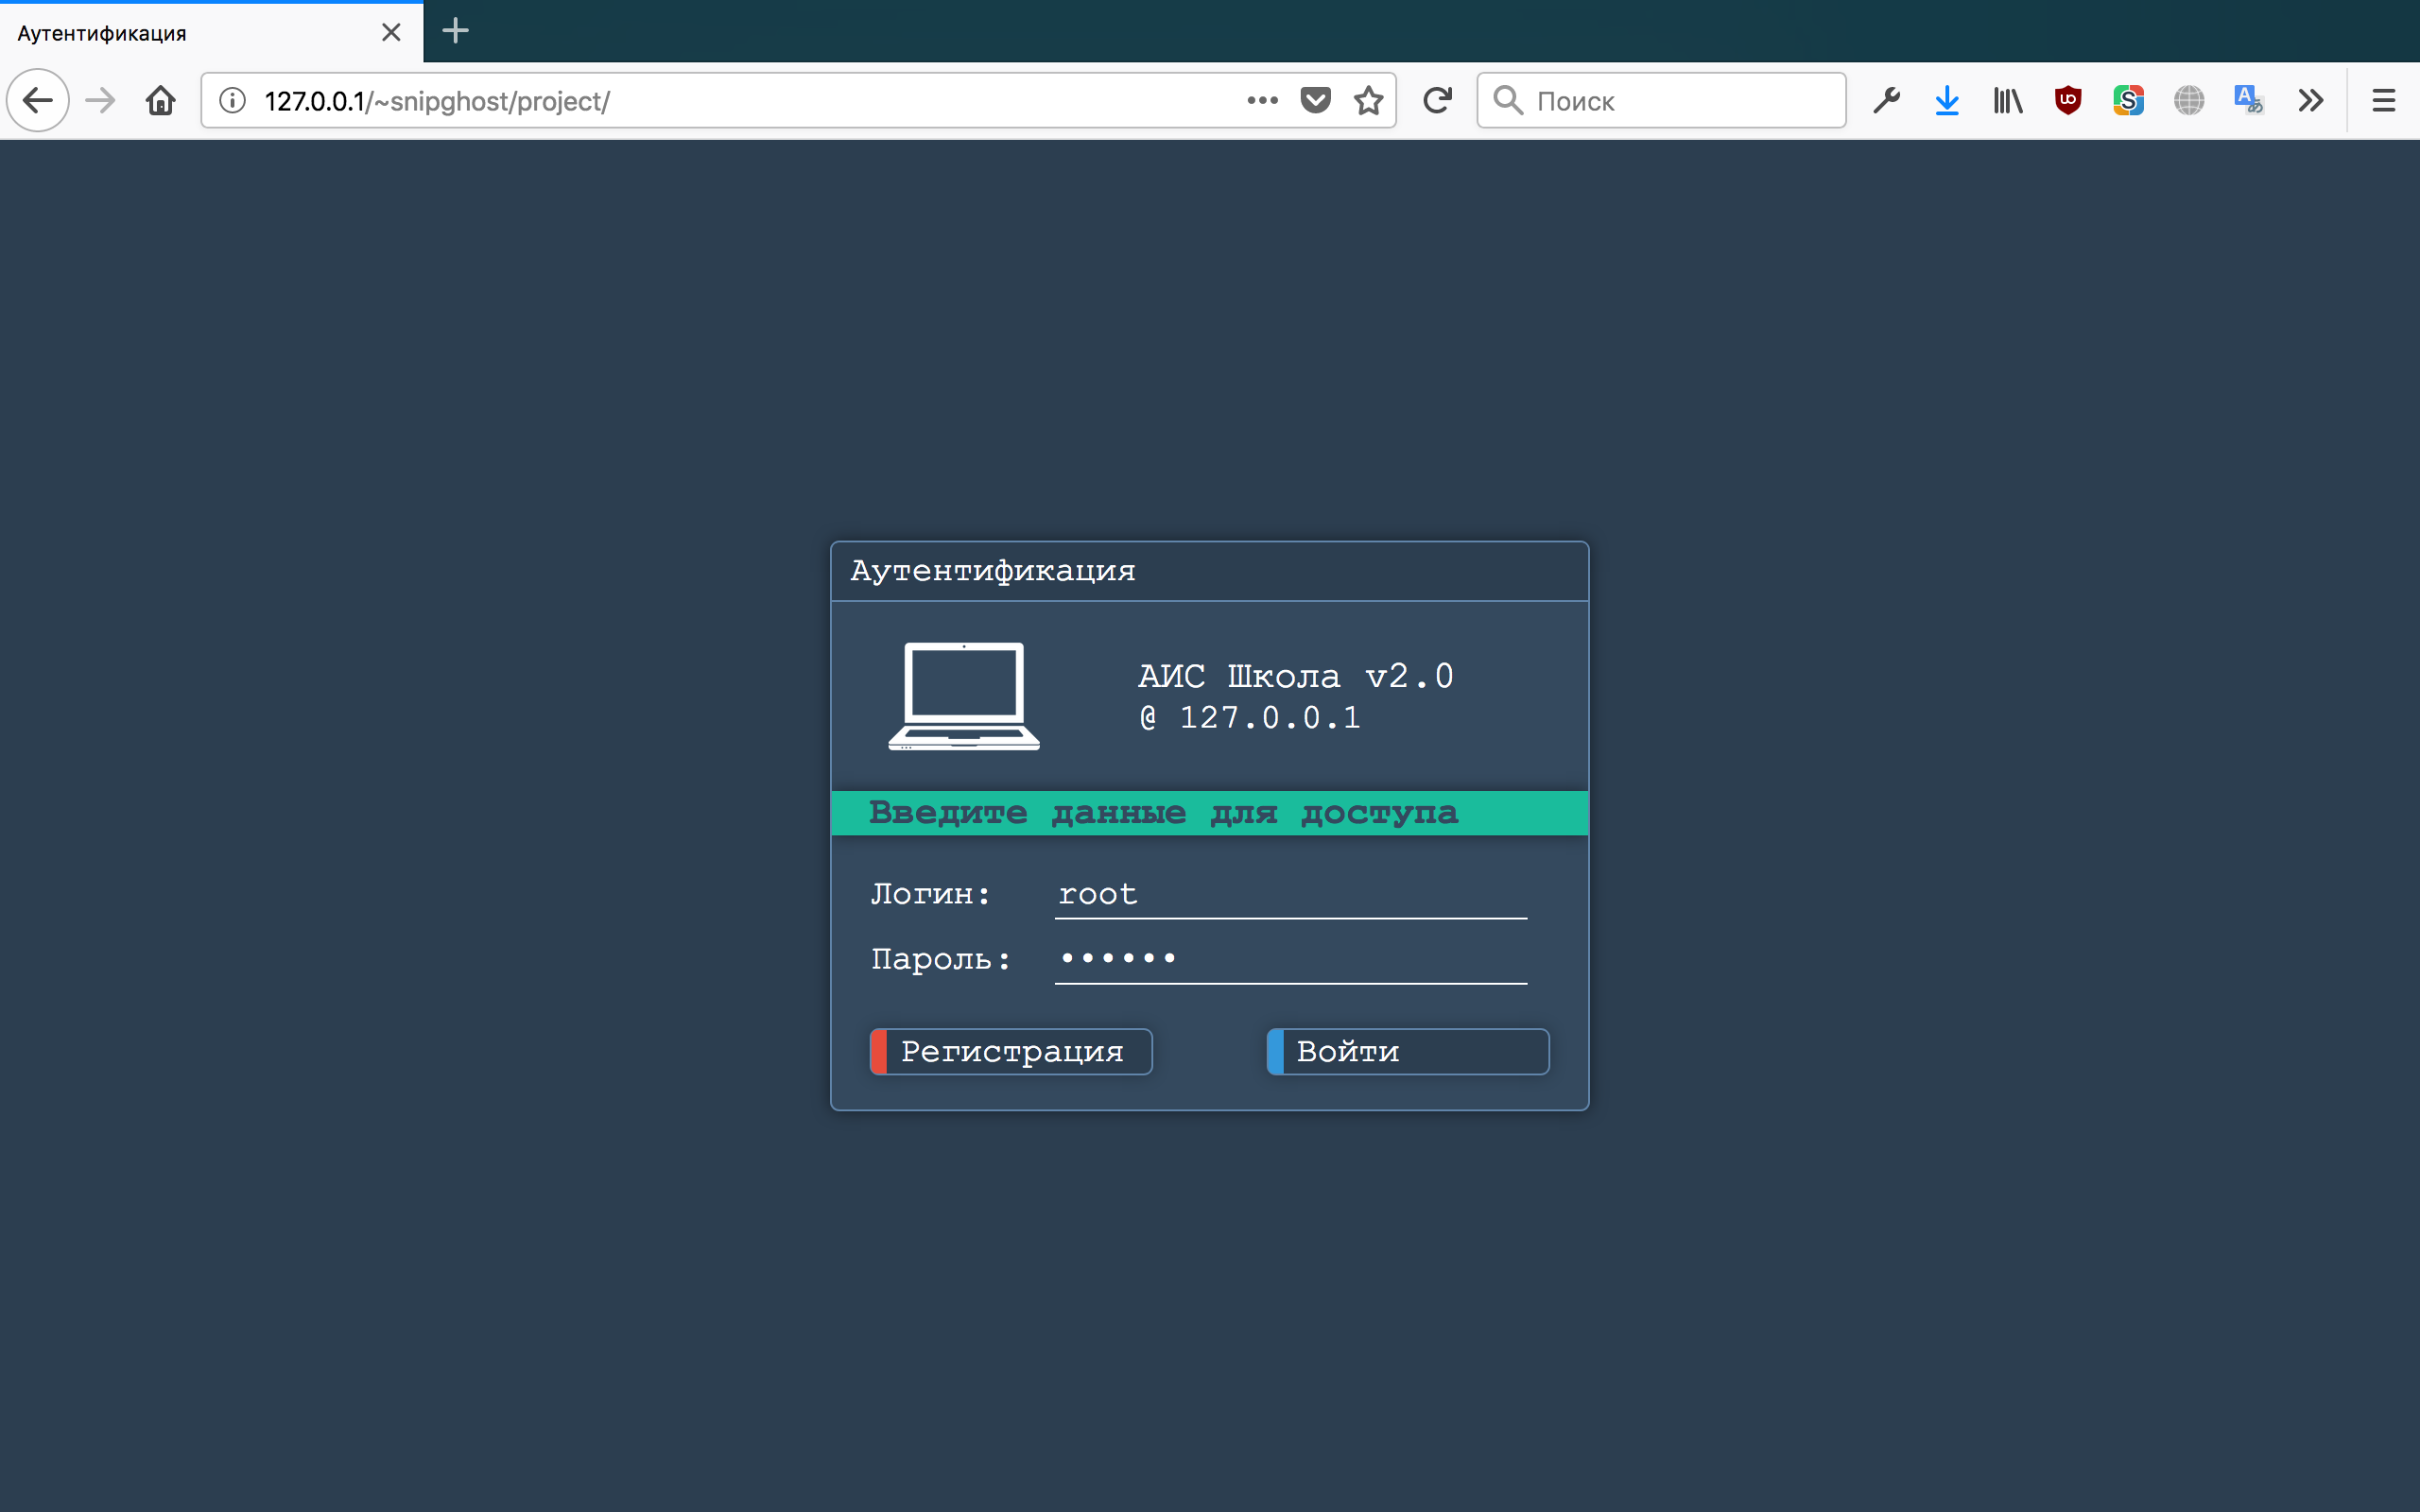 Аутентификация
127.0.0.1/~snipghost/project/
Поиск
Аутентификация
АИС Школа v2.0
@ 127.0.0.1
Введите данные для доступа
Логин: root
Пароль: ••••••
Регистрация
Войти